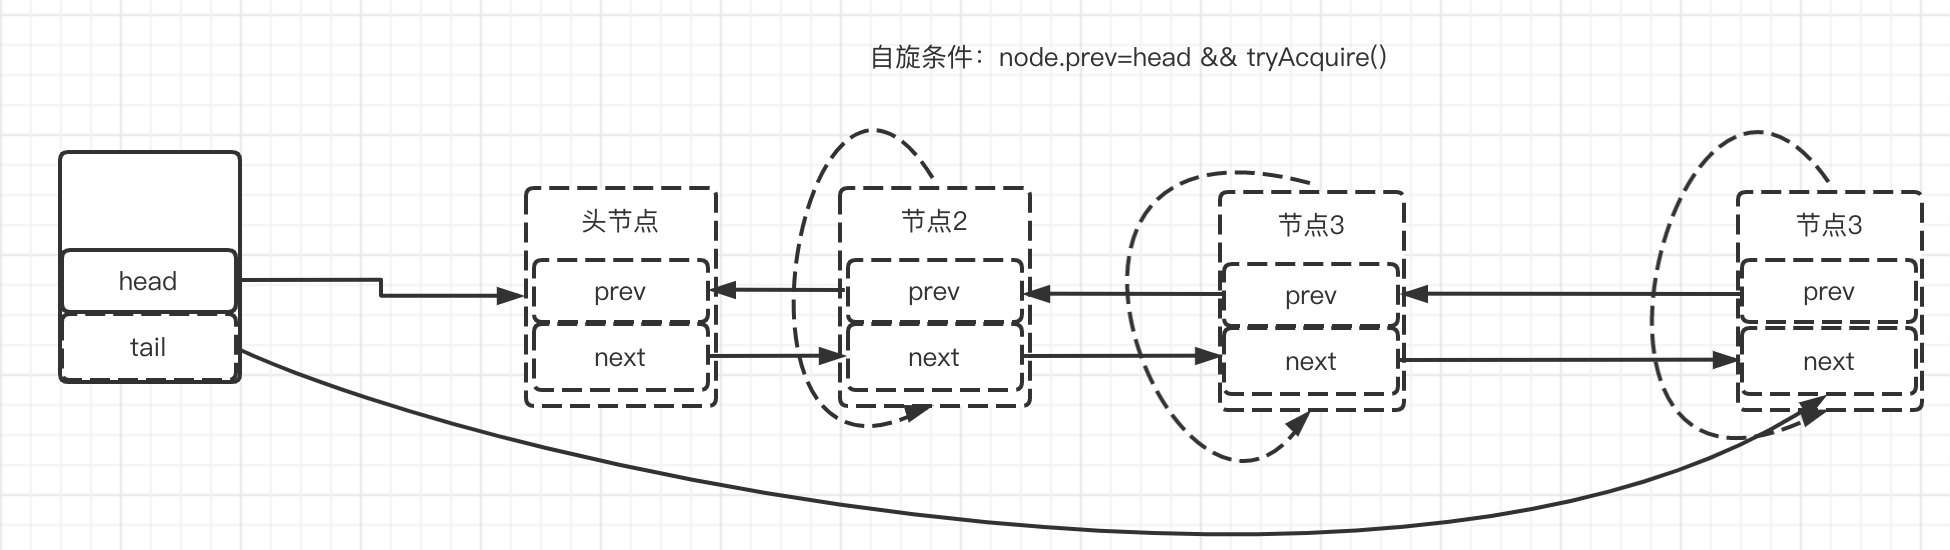 自旋条件：node.prev=head && tryAcquire()
head
tail
头节点
prev
next
节点2
prev
next
节点3
prev
next
节点3
prev
next